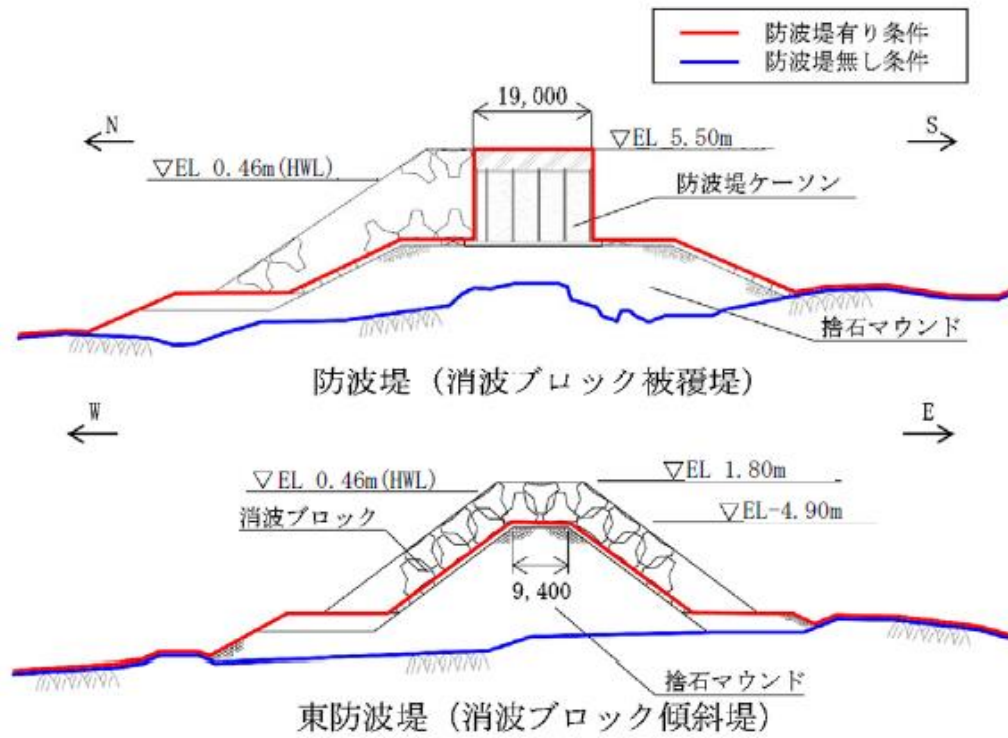 防波堤有り条件
防波堤無し条件
19,000
N
S
▽EL 5.50m
▽EL 0.46m(HWL)
防波堤ケーソン
捨石マウンド
防波堤（消波ブロック被覆堤）
W
E
▽EL 0.46m(HWL)
▽EL 1.80m
消波ブロック
▽EL-4.90m
9,400
捨石マウンド
東防波堤（消波ブロック傾斜堤）